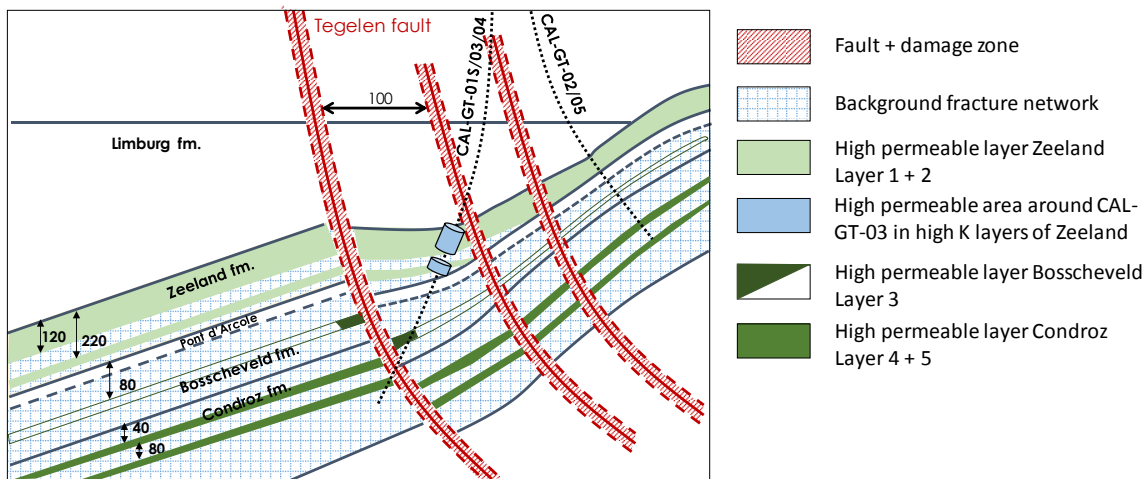 Tegelen fault
100
CAL-GT-01S/03/04
CAL-GT-02/05
Limburg fm.
Zeeland fm.
120
220
Pont d'Arcole
80
Bosscheveld fm.
Condroz fm.
40
80
Fault + damage zone
Background fracture network
High permeable layer Zeeland
Layer 1 + 2
High permeable area around CAL-
GT-03 in high K layers of Zeeland
High permeable layer Bosscheveld
Layer 3
High permeable layer Condroz
Layer 4 + 5